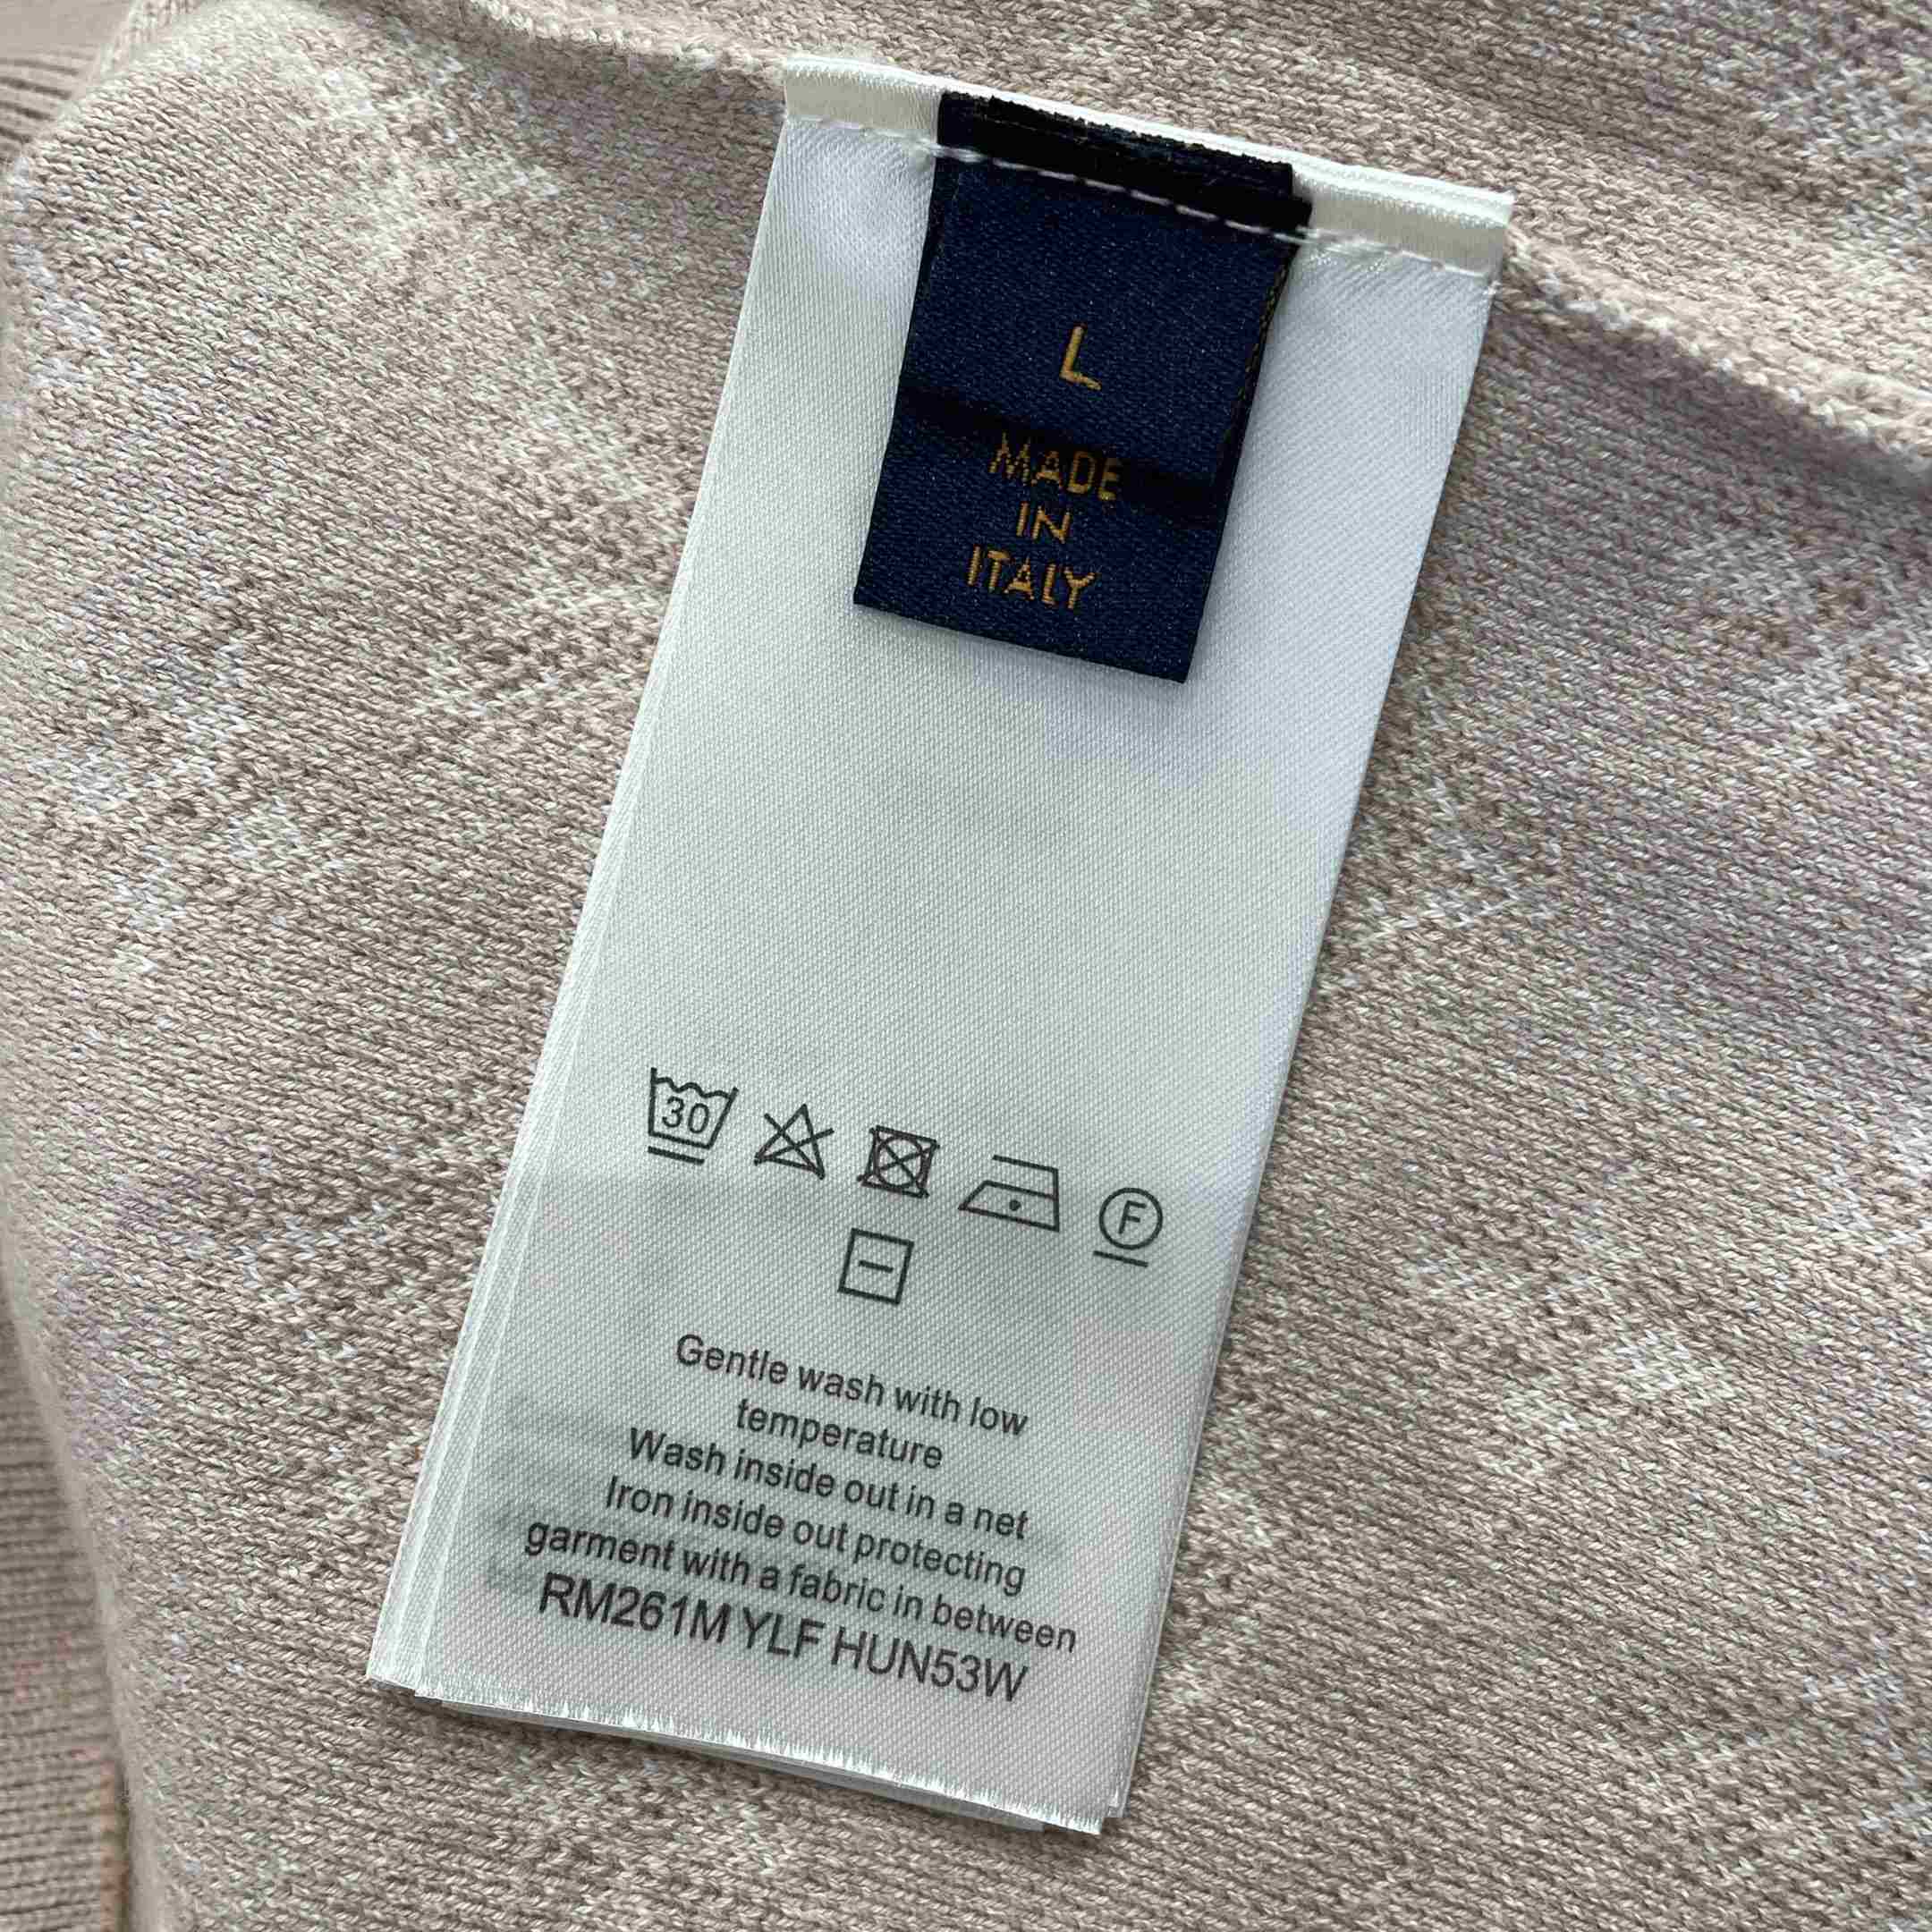 L
MADE
IN
ITALY
30
F
Gentle wash with low
temperature
Wash inside out in a net
Iron inside out protecting
garment with a fabric in between
RM261M YLF HUN53W